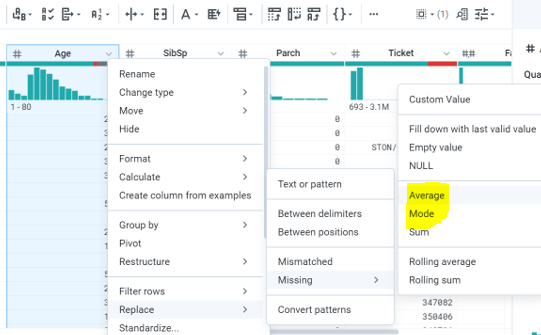 (1)
# Age
# SibSp
# Parch
# Ticket
#.# Fa
#
1 - 80
693 - 3.1M
Qua
Rename
Change type
Move
Hide
Format
Calculate
Create column from examples
Group by
Pivot
Restructure
Filter rows
Replace
Standardize...
Text or pattern
Between delimiters
Between positions
Mismatched
Missing
Convert patterns
Custom Value
Fill down with last valid value
Empty value
NULL
Average
Mode
Sum
Rolling average
Rolling sum
0
0
0
STON/
0
347082
350406